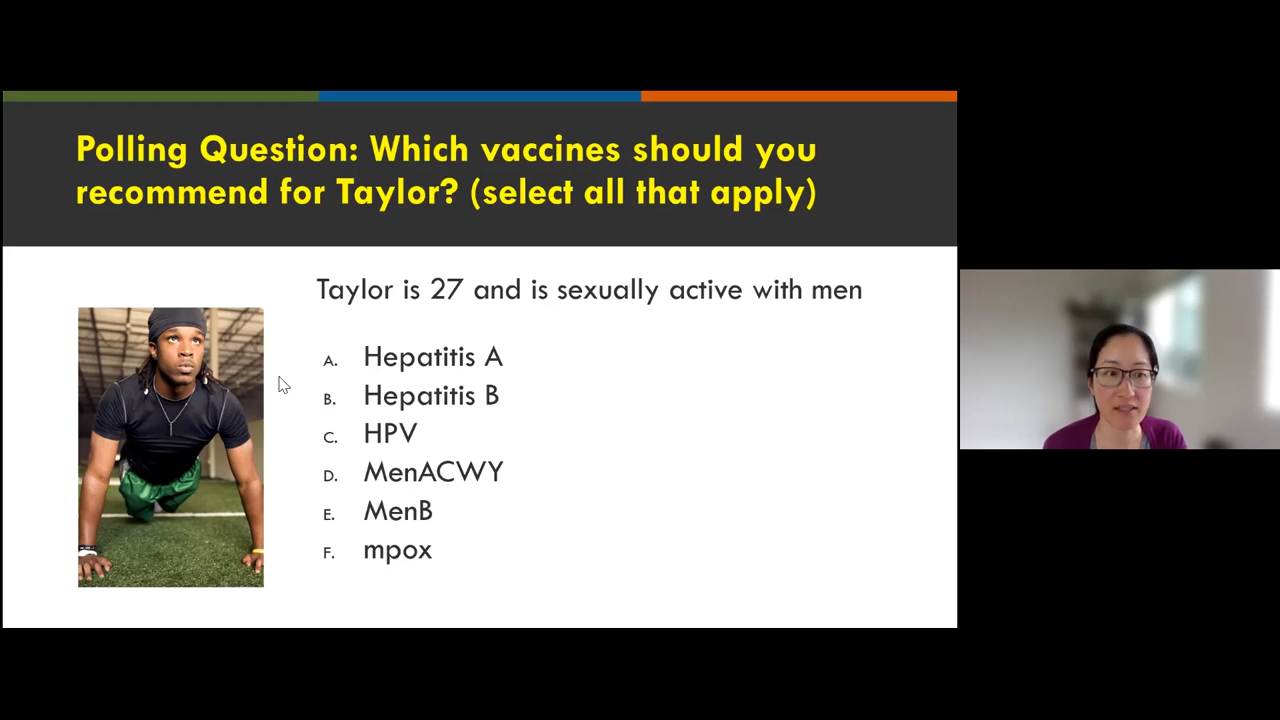 Polling Question: Which vaccines should you
recommend for Taylor? (select all that apply)
Taylor is 27 and is sexually active with men
A. Hepatitis A
B. Hepatitis B
C. HPV
D. MenACWY
E. MenB
F. mpox